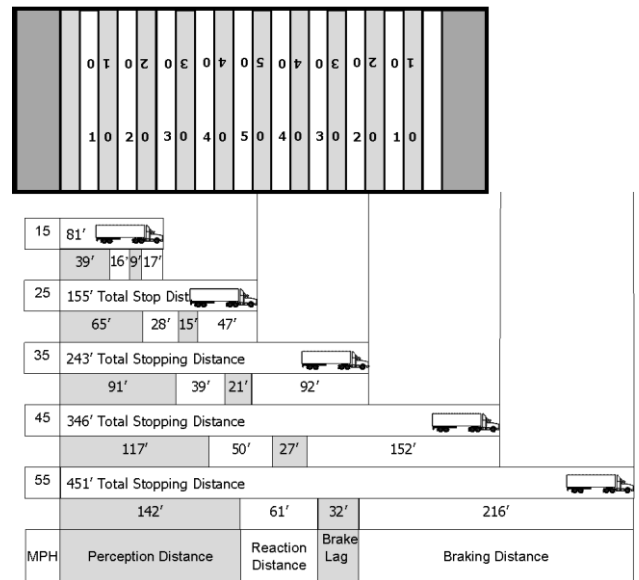 0 1 0 2 0 3 0 4 0 5 0 4 0 3 0 2 0 1
1 0 2 0 3 0 4 0 5 0 4 0 3 0 2 0 1 0
15 81'
39' 16' 9' 17'
25 155' Total Stop Dist
65' 28' 15' 47'
35 243' Total Stopping Distance
91' 39' 21' 92'
45 346' Total Stopping Distance
117' 50' 27' 152'
55 451' Total Stopping Distance
142' 61' 32' 216'
MPH Perception Distance Reaction Distance Brake Lag Braking Distance